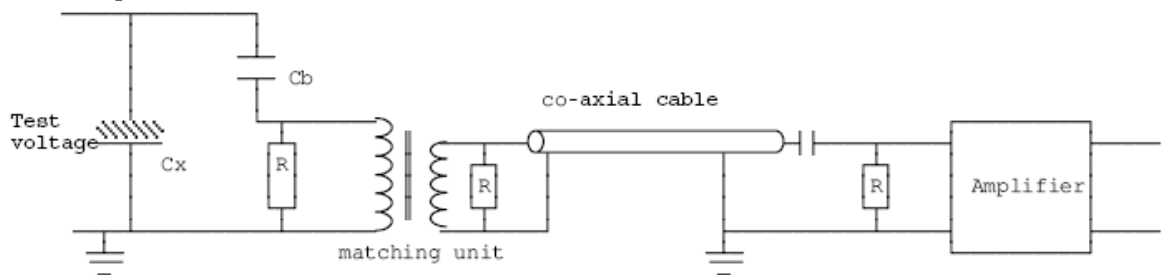 Cb
co-axial cable
Test
voltage
Cx
R
R
R
Amplifier
matching unit